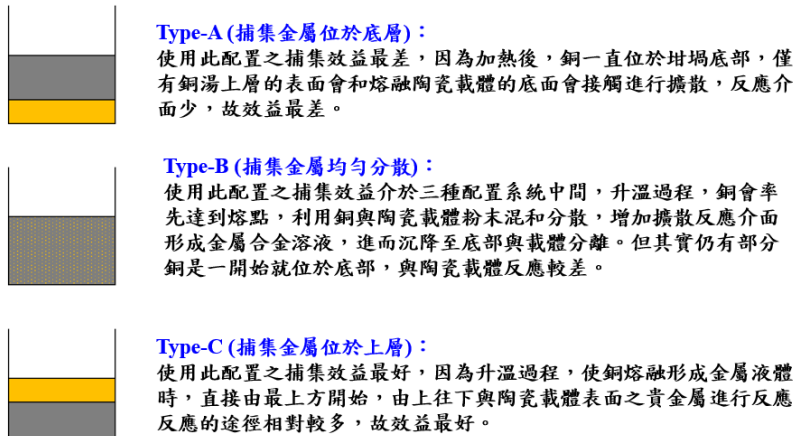 Type-A (捕集金屬位於底層)：
使用此配置之捕集效益最差，因為加熱後，銅一直位於坩堝底部，僅
有銅湯上層的表面會和熔融陶瓷載體的底面會接觸進行擴散，反應介
面少，故效益最差。
Type-B (捕集金屬均勻分散)：
使用此配置之捕集效益介於三種配置系統中間，升溫過程，銅會率
先達到熔點，利用銅與陶瓷載體粉末混和分散，增加擴散反應介面
形成金屬合金溶液，進而沉降至底部與載體分離。但其實仍有部分
銅是一開始就位於底部，與陶瓷載體反應較差。
Type-C (捕集金屬位於上層)：
使用此配置之捕集效益最好，因為升溫過程，使銅熔融形成金屬液體
時，直接由最上方開始，由上往下與陶瓷載體表面之貴金屬進行反應
反應的途徑相對較多，故效益最好。